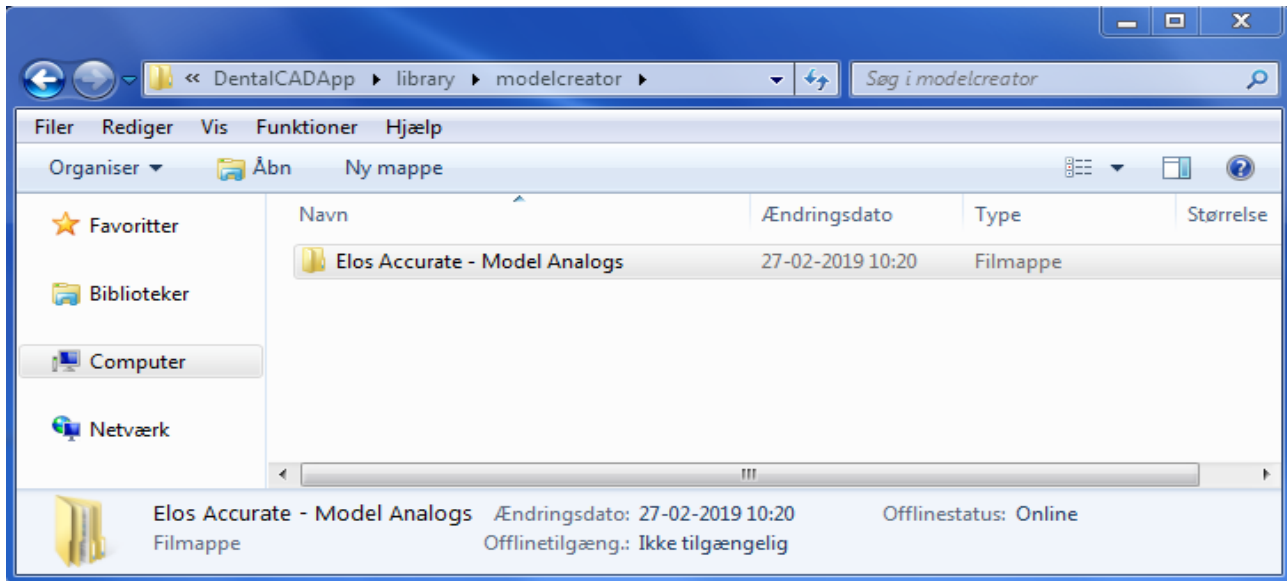 « DentalCADApp ▸ library ▸ modelcreator ▸ Søg i modelcreator
Filer Rediger Vis Funktioner Hjælp
Organiser Åbn Ny mappe
Navn Ændringsdato Type Størrelse
Favoritter
Elos Accurate - Model Analogs 27-02-2019 10:20 Filmappe
Biblioteker
Computer
Netværk
Elos Accurate - Model Analogs Ændringsdato: 27-02-2019 10:20 Offlinestatus: Online
Filmappe Offlinetilgæng.: Ikke tilgængelig